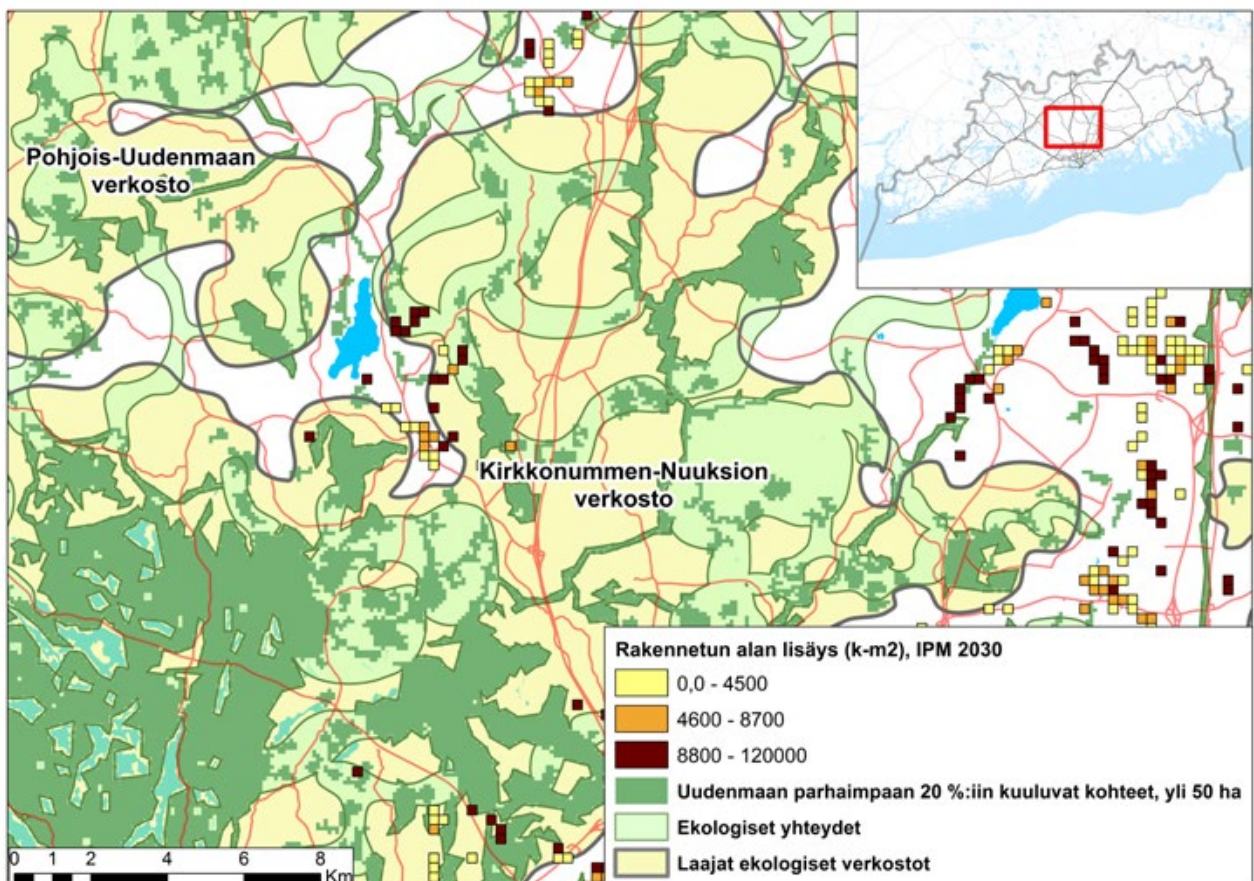 Pohjois-Uudenmaan
verkosto
Kirkkonummen-Nuuksion
verkosto
Rakennetun alan lisäys (k-m2), IPM 2030
0,0 - 4500
4600 - 8700
8800 - 120000
Uudenmaan parhaimpaan 20 %:iin kuuluvat kohteet, yli 50 ha
Ekologiset yhteydet
Laajat ekologiset verkostot
0 1 2 4 6 8
Km